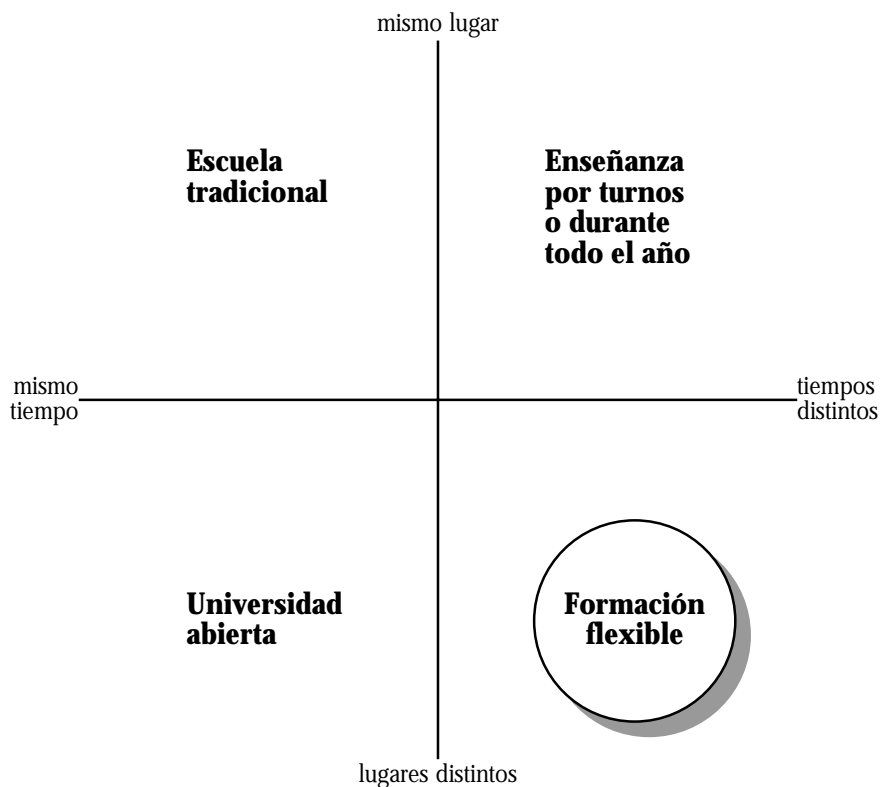 mismo lugar
Escuela
tradicional
Enseñanza
por turnos
o durante
todo el año
mismo
tiempo
tiempos
distintos
Universidad
abierta
Formación
flexible
lugares distintos